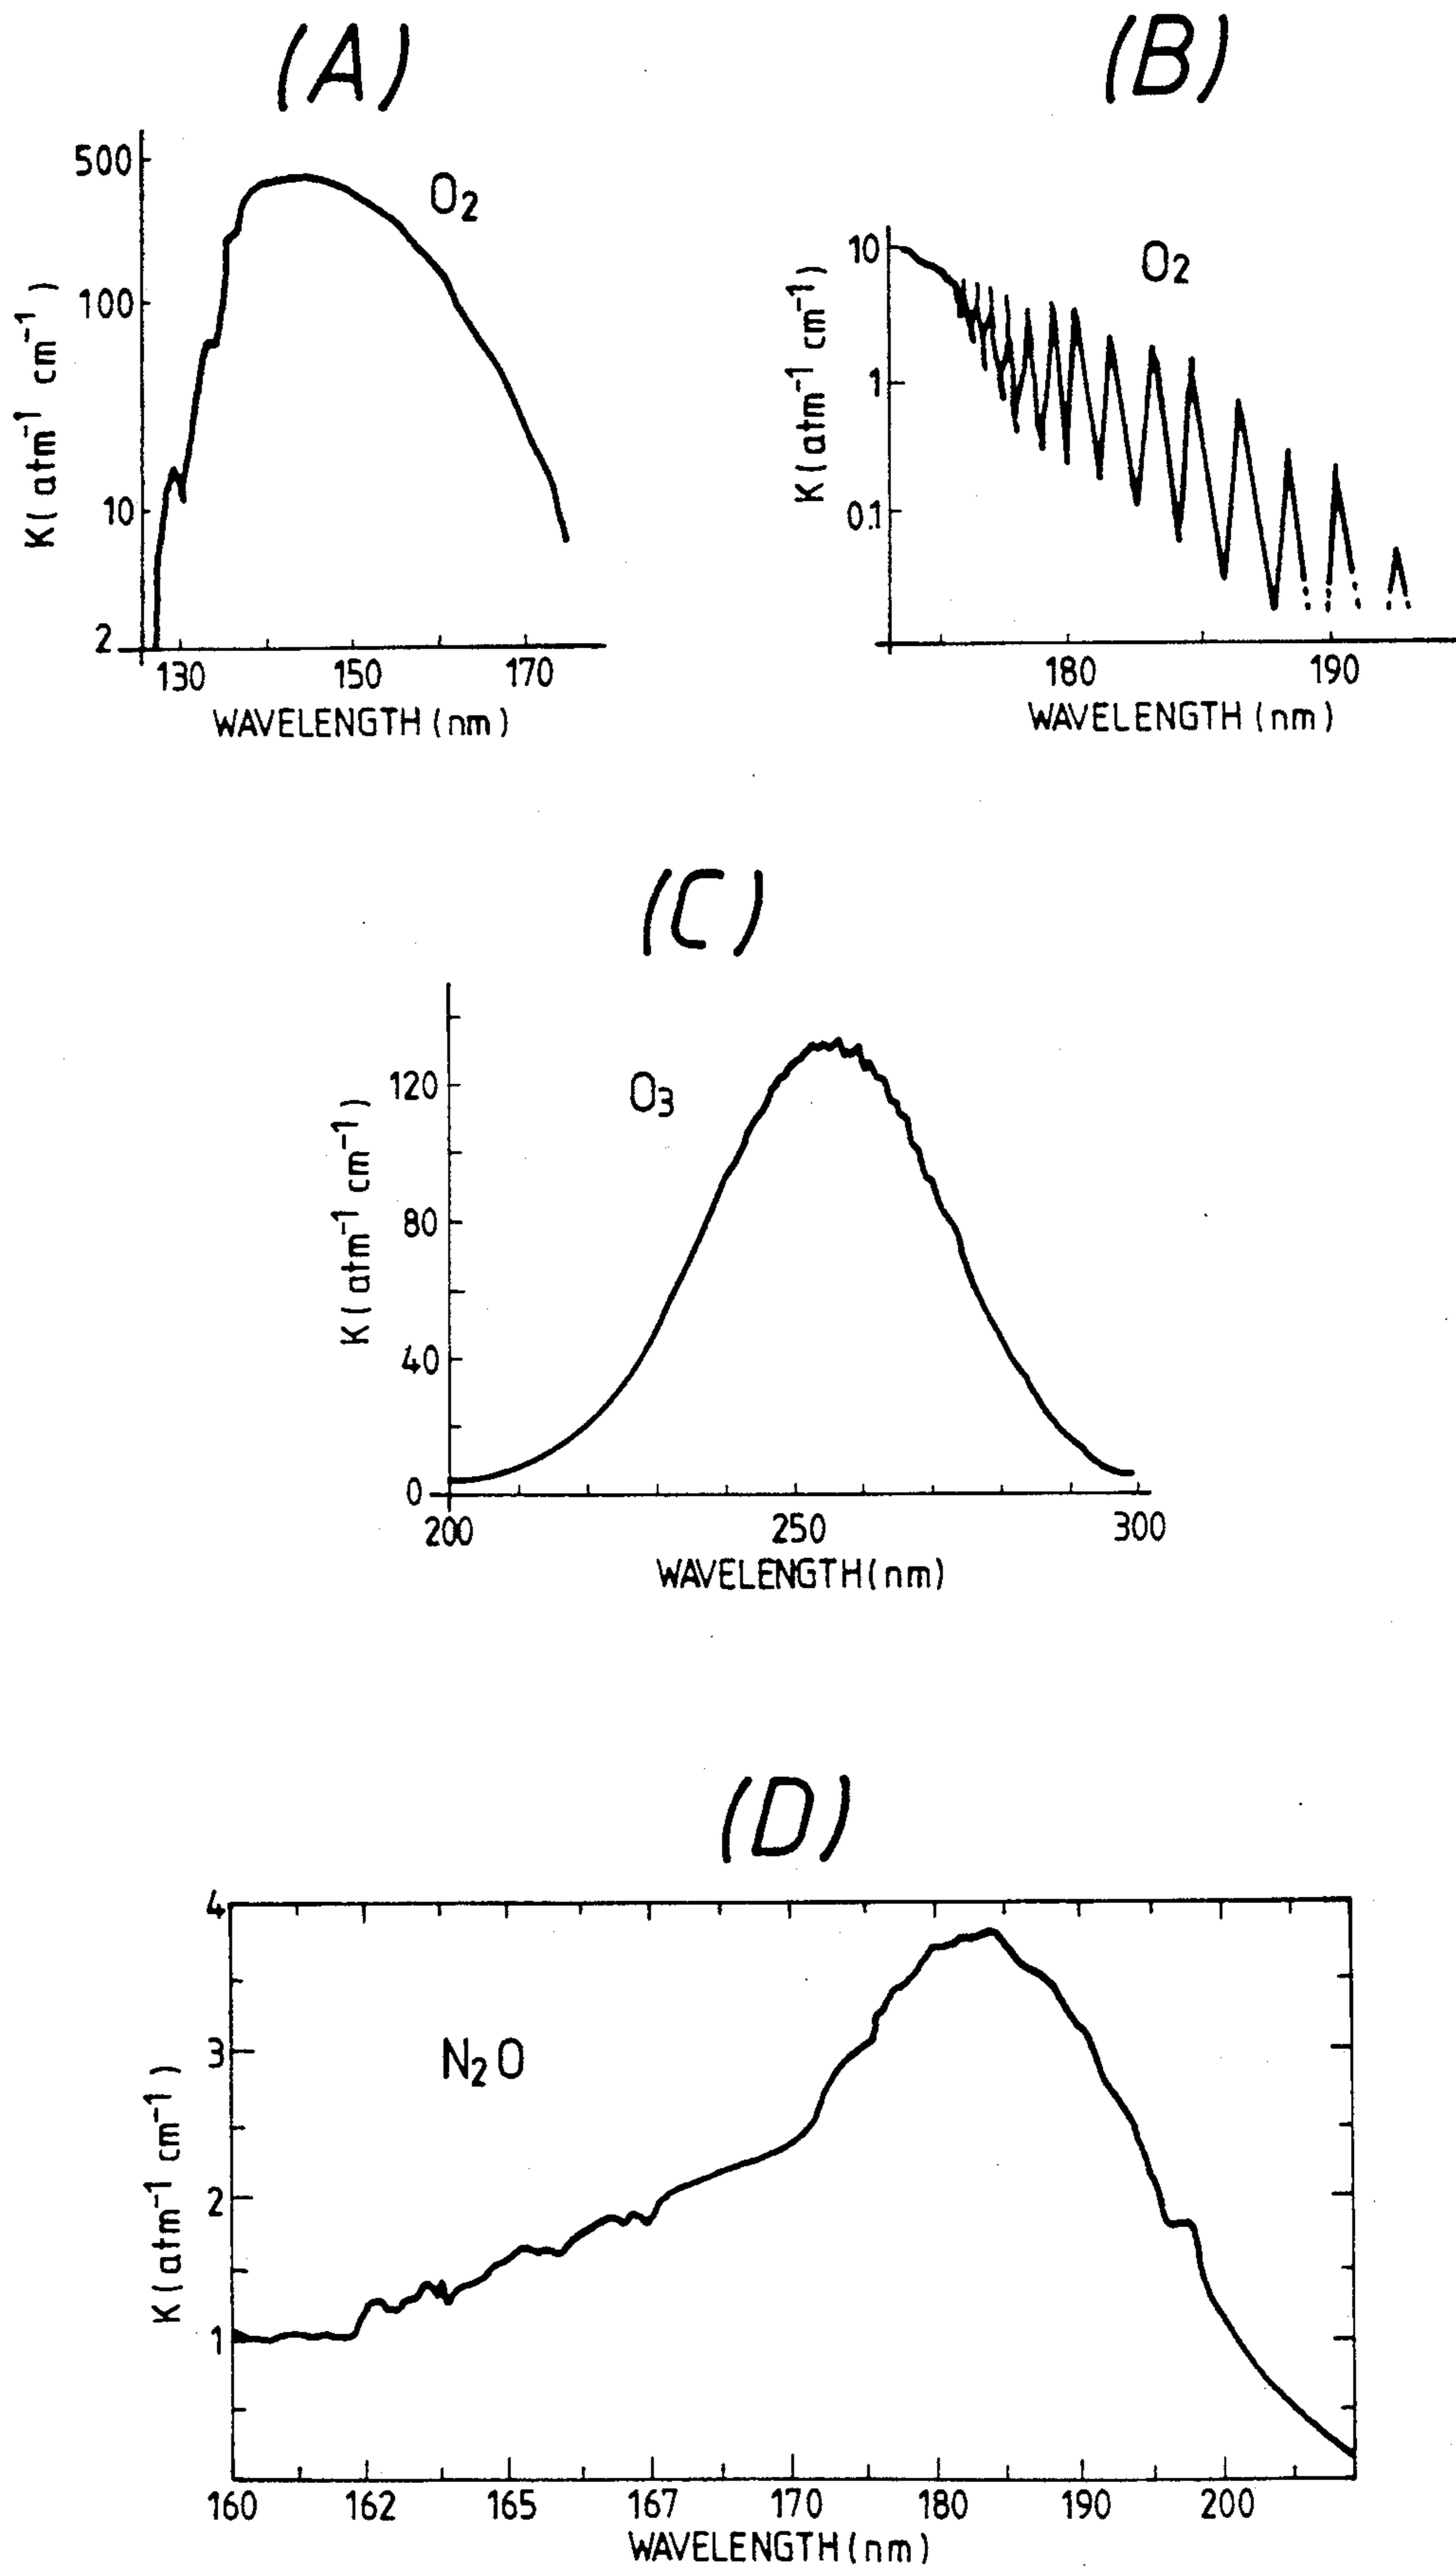 (A)
500
100
10
2
K(atm⁻¹ cm⁻¹)
O₂
130 150 170
WAVELENGTH(nm)
(B)
10
1
0.1
K(atm⁻¹ cm⁻¹)
O₂
180 190
WAVELENGTH(nm)
(C)
120
80
40
0
K(atm⁻¹ cm⁻¹)
O₃
200 250 300
WAVELENGTH(nm)
(D)
4
3
2
1
K(atm⁻¹ cm⁻¹)
N₂O
160 162 165 167 170 180 190 200
WAVELENGTH(nm)